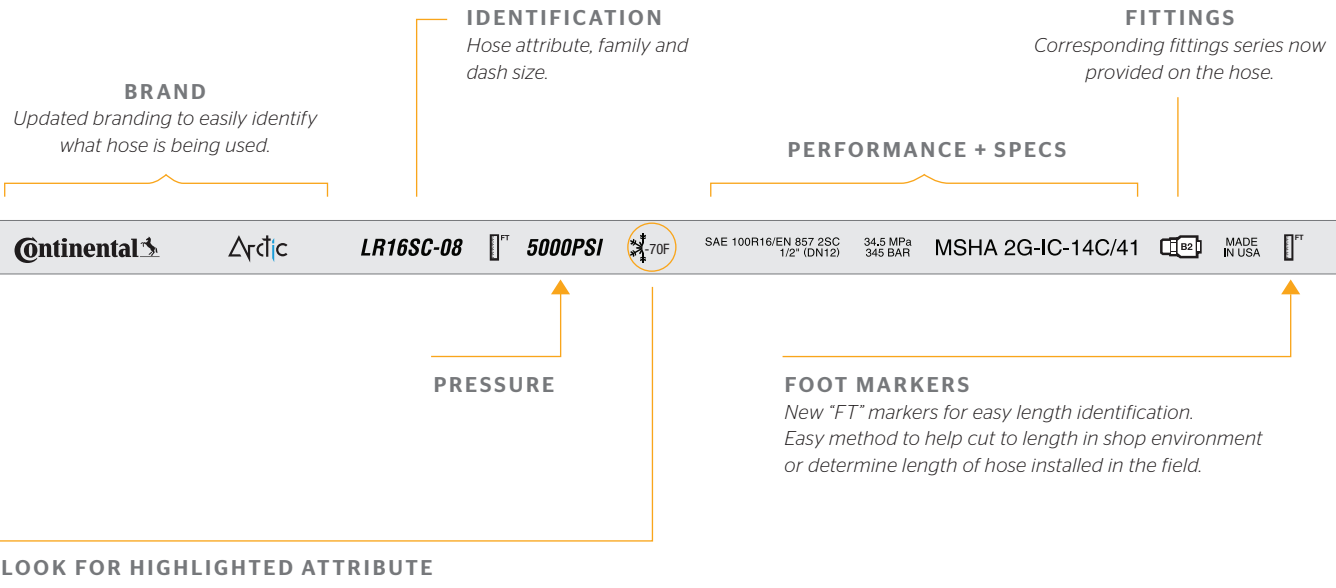 IDENTIFICATION
Hose attribute, family and
dash size.
FITTINGS
Corresponding fittings series now
provided on the hose.
BRAND
Updated branding to easily identify
what hose is being used.
PERFORMANCE + SPECS
Continental Arctic LR16SC-08 FT 5000PSI -70F SAE 100R16/EN 857 2SC 34.5 MPa MSHA 2G-IC-14C/41 B2 MADE FT
1/2" (DN12) 345 BAR IN USA
PRESSURE
FOOT MARKERS
New “FT” markers for easy length identification.
Easy method to help cut to length in shop environment
or determine length of hose installed in the field.
LOOK FOR HIGHLIGHTED ATTRIBUTE